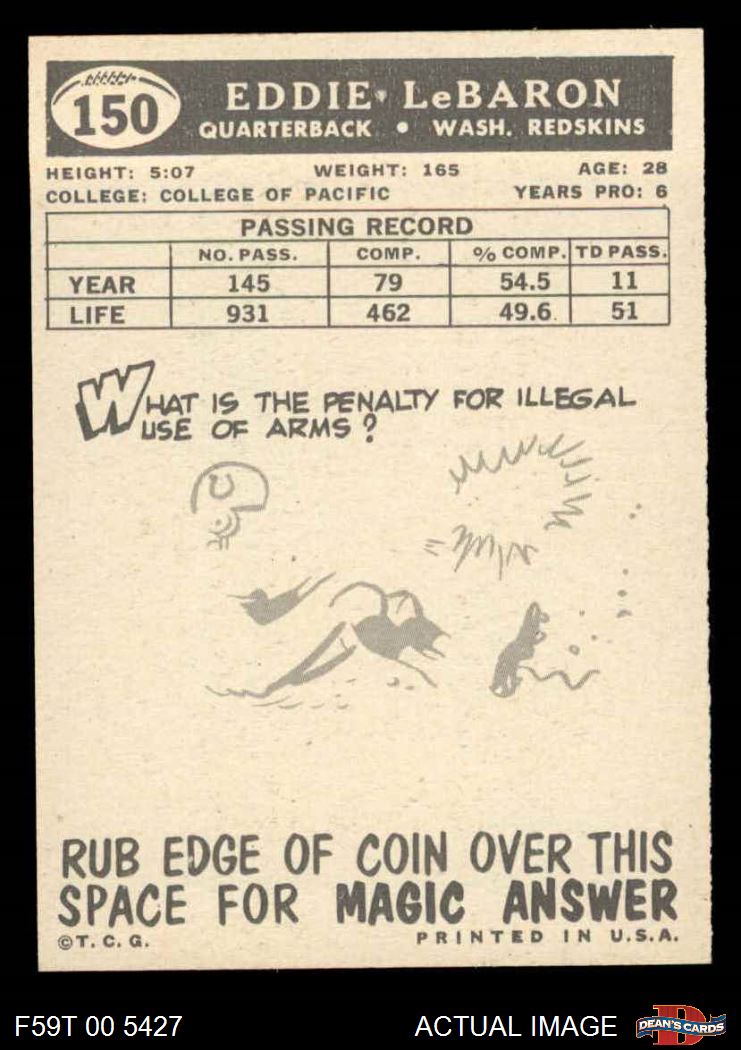 150
EDDIE LeBARON
QUARTERBACK • WASH. REDSKINS
HEIGHT: 5:07 WEIGHT: 165 AGE: 28
COLLEGE: COLLEGE OF PACIFIC YEARS PRO: 6
PASSING RECORD
NO. PASS. COMP. % COMP. TD PASS.
YEAR 145 79 54.5 11
LIFE 931 462 49.6 51
WHAT IS THE PENALTY FOR ILLEGAL
USE OF ARMS?
RUB EDGE OF COIN OVER THIS
SPACE FOR MAGIC ANSWER
©T. C. G. PRINTED IN U.S.A.
F59T 00 5427 ACTUAL IMAGE DEAN'S CARDS